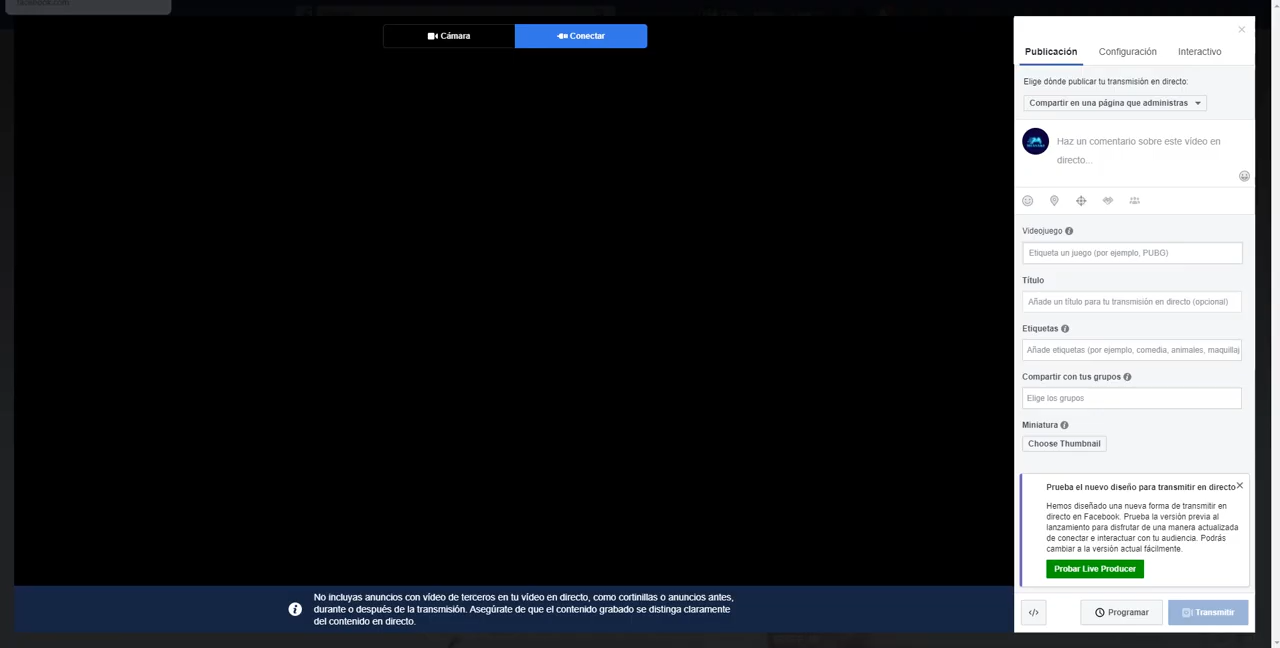 facebook.com
Cámara
Conectar
Publicación Configuración Interactivo
Elige dónde publicar tu transmisión en directo:
Compartir en una página que administras
Haz un comentario sobre este vídeo en
directo...
Videojuego
Etiqueta un juego (por ejemplo, PUBG)
Título
Añade un título para tu transmisión en directo (opcional)
Etiquetas
Añade etiquetas (por ejemplo, comedia, animales, maquillaj
Compartir con tus grupos
Elige los grupos
Miniatura
Choose Thumbnail
Prueba el nuevo diseño para transmitir en directo
Hemos diseñado una nueva forma de transmitir en
directo en Facebook. Prueba la versión previa al
lanzamiento para disfrutar de una manera actualizada
de conectar e interactuar con tu audiencia. Podrás
cambiar a la versión actual fácilmente.
Probar Live Producer
No incluyas anuncios con vídeo de terceros en tu vídeo en directo, como cortinillas o anuncios antes,
durante o después de la transmisión. Asegúrate de que el contenido grabado se distinga claramente
del contenido en directo.
</> Programar Transmitir